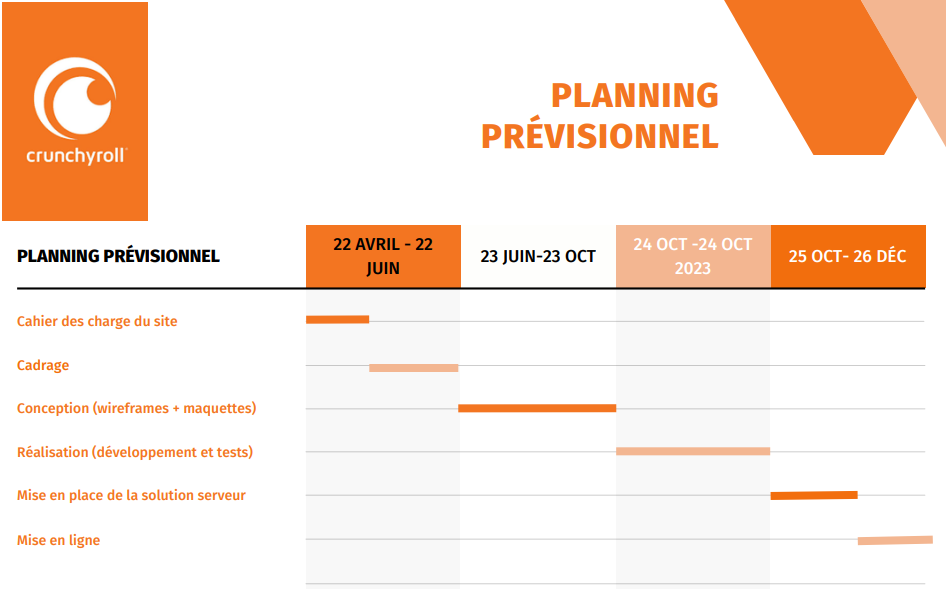 crunchyroll
PLANNING
PRÉVISIONNEL
PLANNING PRÉVISIONNEL
22 AVRIL - 22
JUIN
23 JUIN-23 OCT
24 OCT -24 OCT
2023
25 OCT- 26 DÉC
Cahier des charge du site
Cadrage
Conception (wireframes + maquettes)
Réalisation (développement et tests)
Mise en place de la solution serveur
Mise en ligne